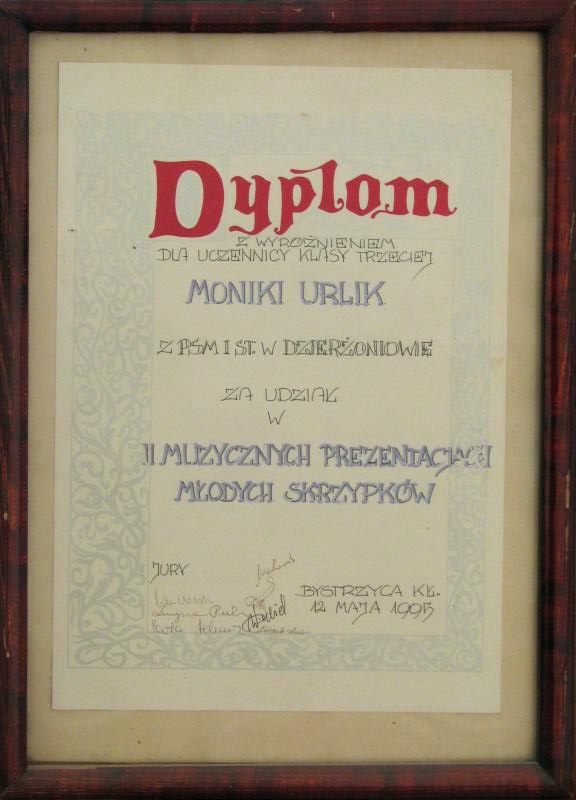 Dyplom
Z WYRÓŻNIENIEM
DLA UCZENNICY KLASY TRZECIEJ
MONIKI URLIK
Z PSM I ST. W DZIERŻONIOWIE
ZA UDZIAŁ
W
II MUZYCZNYCH PREZENTACJACH
MŁODYCH SKRZYPKÓW
JURY
BYSTRZYCA KŁ.
12 MAJA 1995